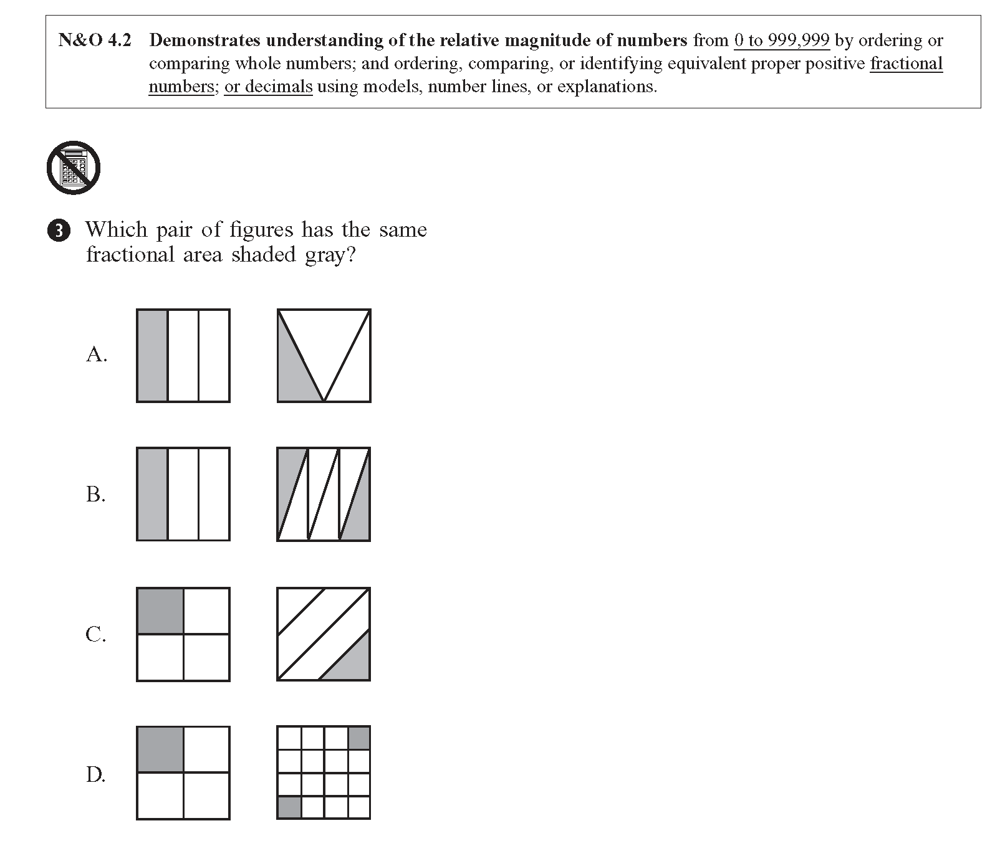 N&O 4.2 Demonstrates understanding of the relative magnitude of numbers from 0 to 999,999 by ordering or
comparing whole numbers; and ordering, comparing, or identifying equivalent proper positive fractional
numbers; or decimals using models, number lines, or explanations.
3 Which pair of figures has the same
fractional area shaded gray?
A.
B.
C.
D.